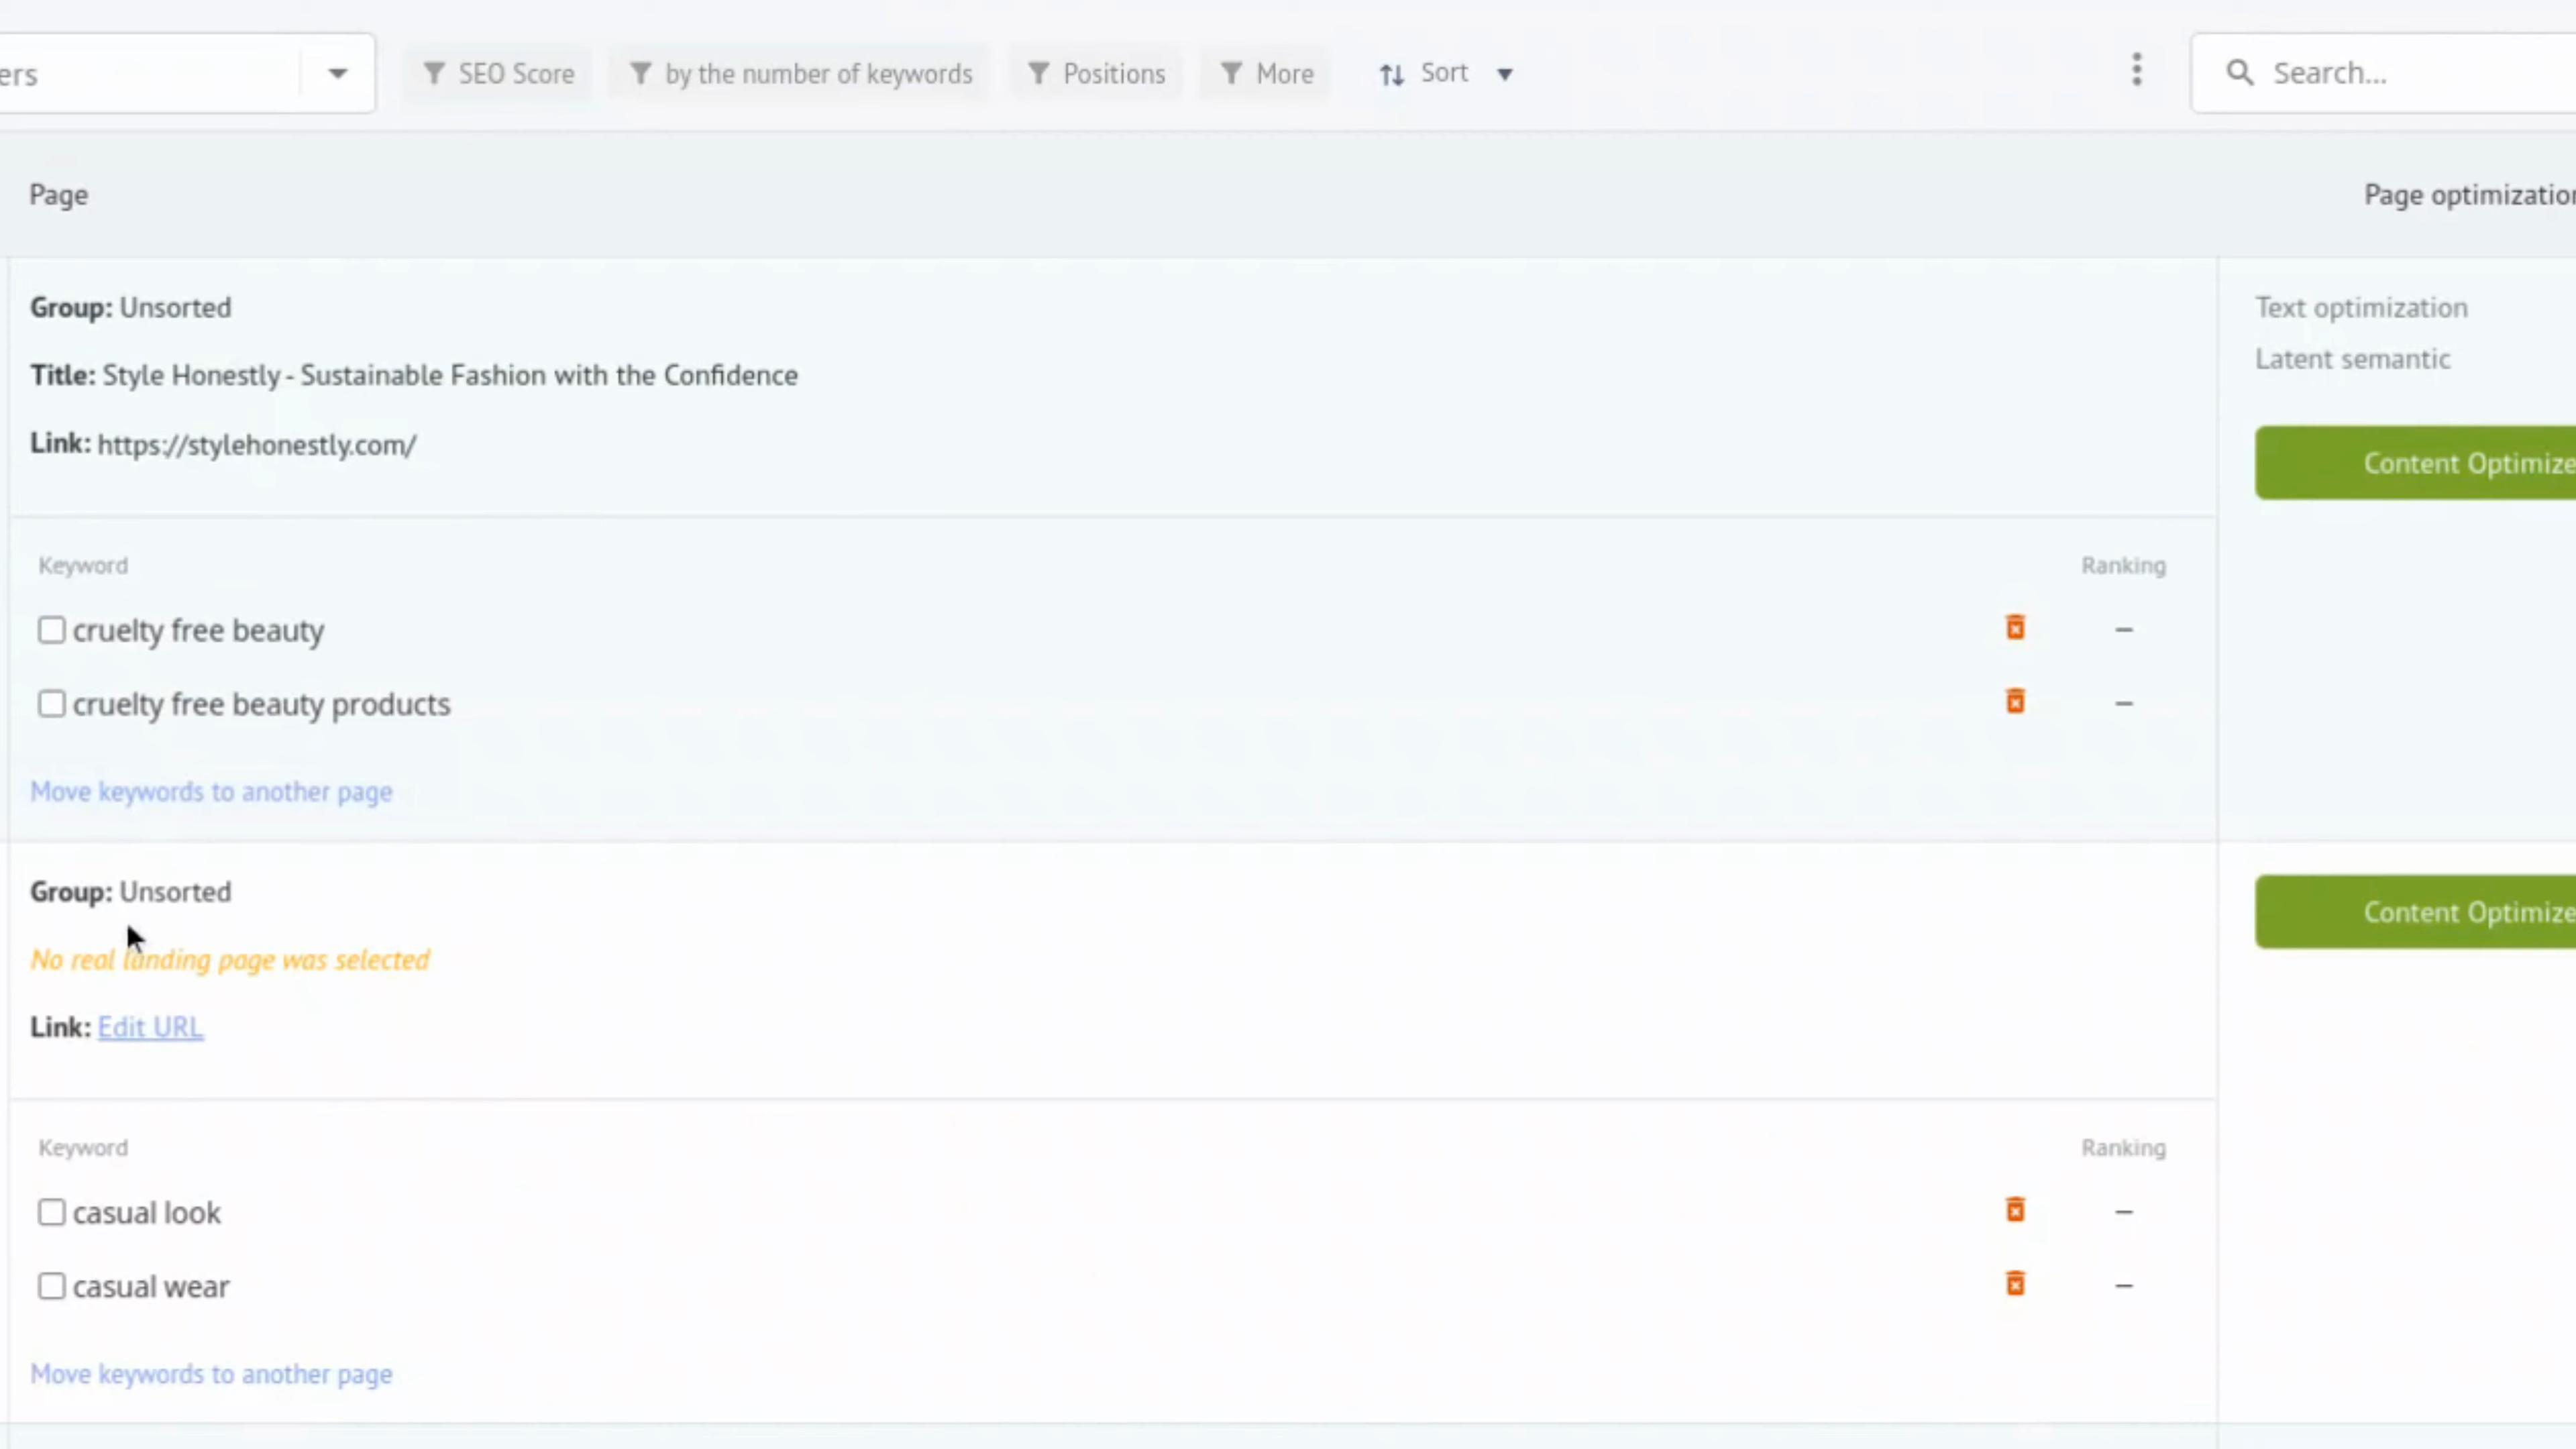 ers SEO Score by the number of keywords Positions More Sort Search...
Page Page optimization
Group: Unsorted Text optimization
Title: Style Honestly - Sustainable Fashion with the Confidence Latent semantic
Link: https://stylehonestly.com/ Content Optimize
Keyword Ranking
cruelty free beauty –
cruelty free beauty products –
Move keywords to another page
Group: Unsorted Content Optimize
No real landing page was selected
Link: Edit URL
Keyword Ranking
casual look –
casual wear –
Move keywords to another page